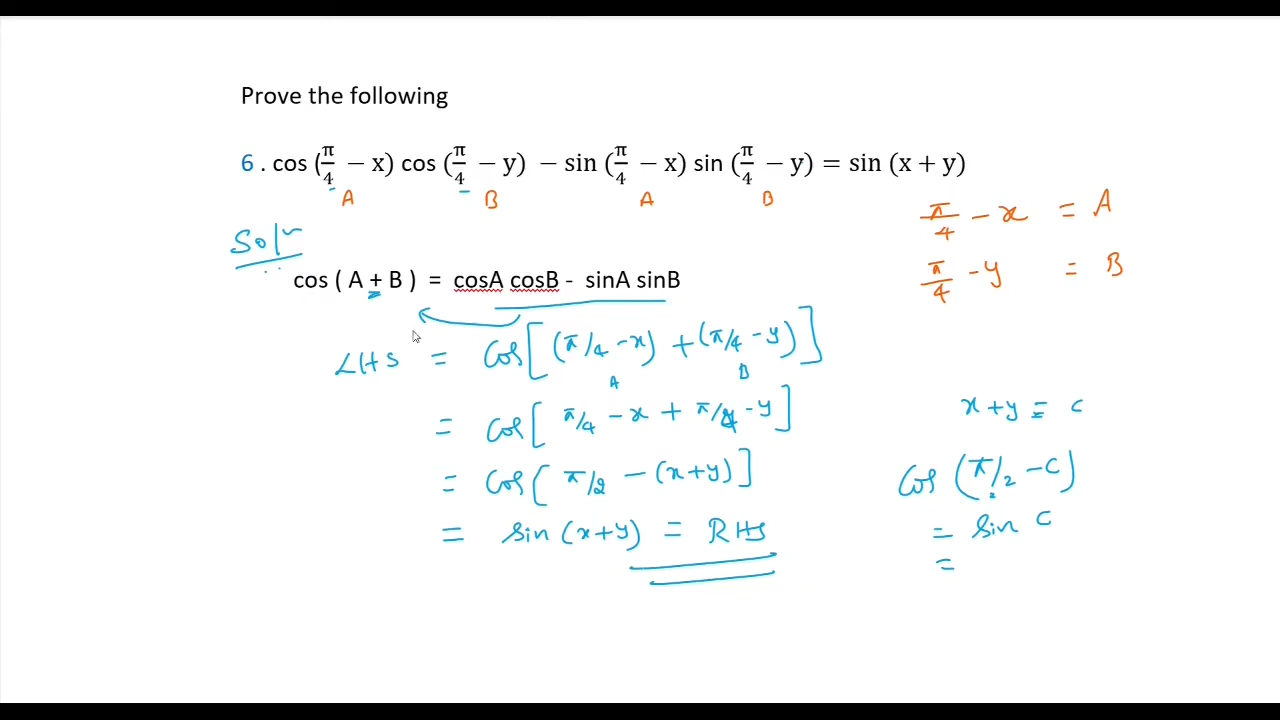 Prove the following
6 . cos (π/4 − x) cos (π/4 − y) − sin (π/4 − x) sin (π/4 − y) = sin (x + y)
A B A B
π/4 - x = A
Soln
π/4 - y = B
cos ( A + B ) = cosA cosB - sinA sinB
LHS = Cos[(π/4 - x) + (π/4 - y)]
A B
= Cos[ π/4 - x + π/4 - y]
x + y = C
= Cos[ π/2 - (x+y)]
Cos (π/2 - C)
= Sin (x+y) = RHS
= Sin C
=